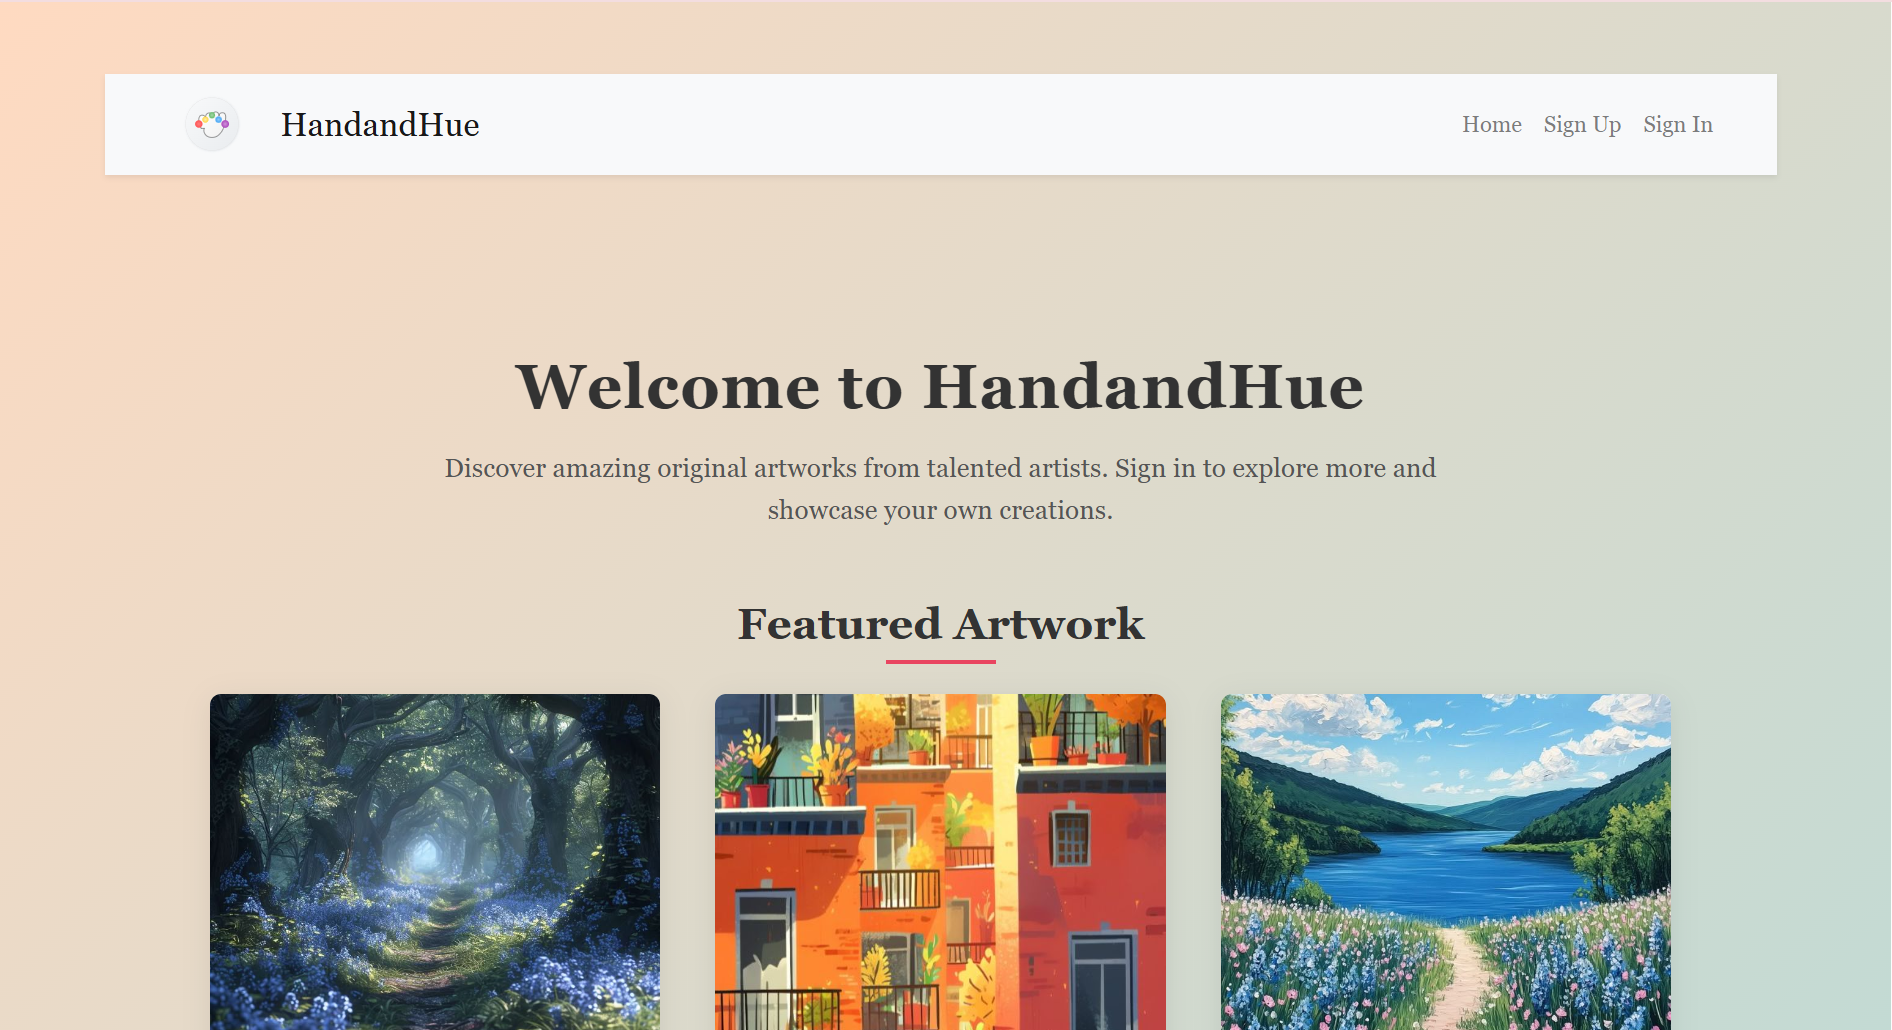 HandandHue
Home Sign Up Sign In
Welcome to HandandHue
Discover amazing original artworks from talented artists. Sign in to explore more and
showcase your own creations.
Featured Artwork